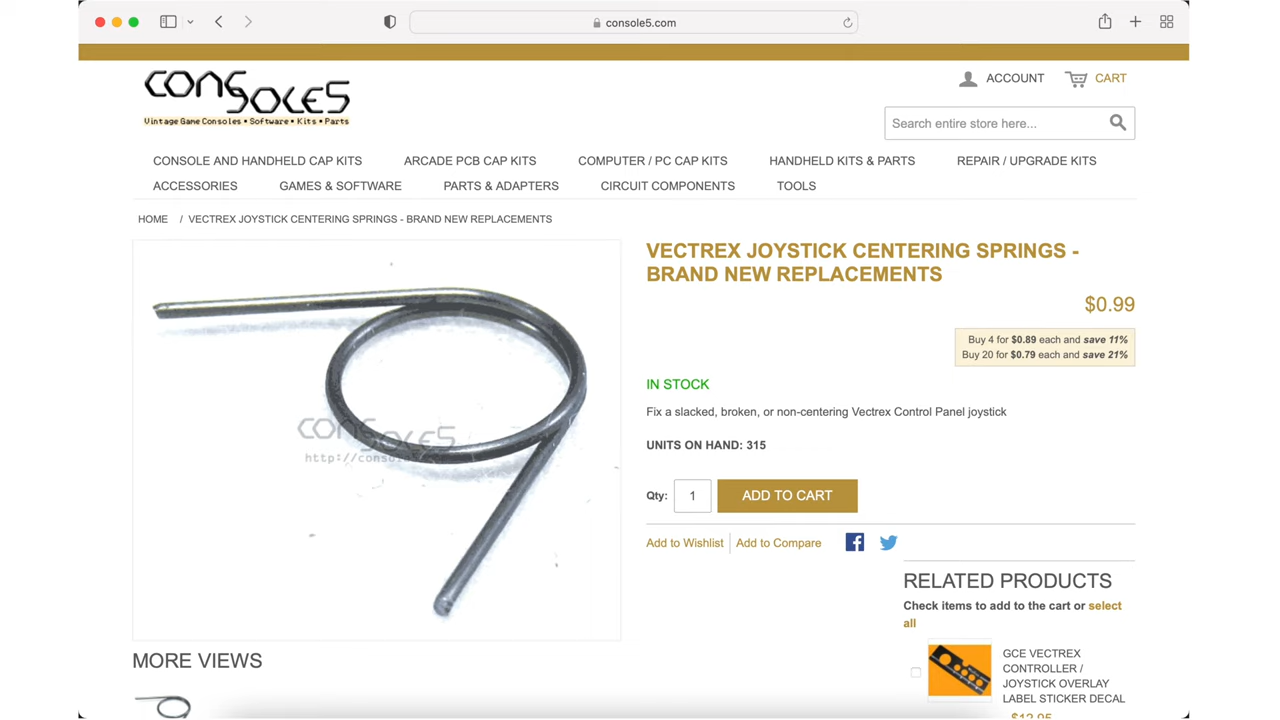 console5.com
CONSOLE5
Vintage Game Consoles • Software • Kits • Parts
ACCOUNT
CART
Search entire store here...
CONSOLE AND HANDHELD CAP KITS
ARCADE PCB CAP KITS
COMPUTER / PC CAP KITS
HANDHELD KITS & PARTS
REPAIR / UPGRADE KITS
ACCESSORIES
GAMES & SOFTWARE
PARTS & ADAPTERS
CIRCUIT COMPONENTS
TOOLS
HOME / VECTREX JOYSTICK CENTERING SPRINGS - BRAND NEW REPLACEMENTS
VECTREX JOYSTICK CENTERING SPRINGS -
BRAND NEW REPLACEMENTS
$0.99
Buy 4 for $0.89 each and save 11%
Buy 20 for $0.79 each and save 21%
IN STOCK
Fix a slacked, broken, or non-centering Vectrex Control Panel joystick
UNITS ON HAND: 315
Qty: 1
ADD TO CART
Add to Wishlist
Add to Compare
CONSOLE5
RELATED PRODUCTS
Check items to add to the cart or select
all
GCE VECTREX
CONTROLLER /
JOYSTICK OVERLAY
LABEL STICKER DECAL
$12.95
MORE VIEWS